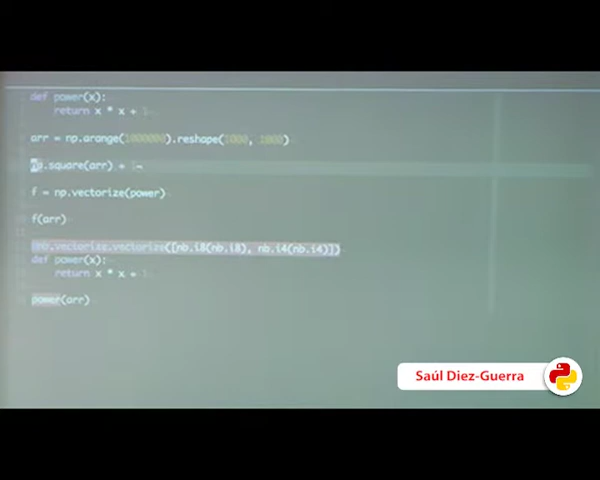 def power(x):
return x * x + 1
arr = np.arange(1000000).reshape(1000, 1000)
np.square(arr) + 1
f = np.vectorize(power)
f(arr)
@nb.vectorize.vectorize([nb.i8(nb.i8), nb.i4(nb.i4)])
def power(x):
return x * x + 1
power(arr)
Saúl Diez-Guerra